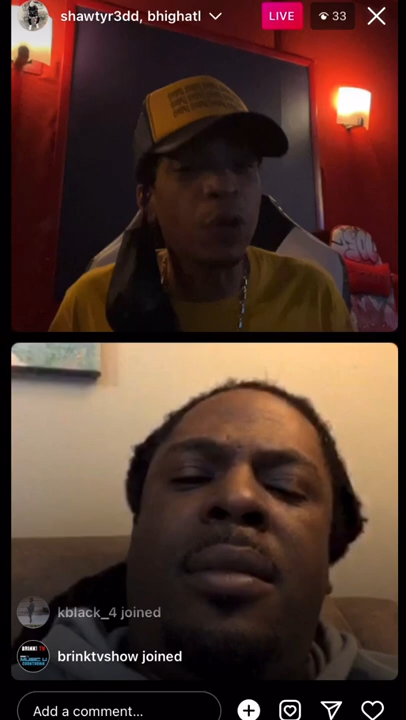 shawtyr3dd, bhighatl
LIVE
33
kblack_4 joined
brinktvshow joined
Add a comment...